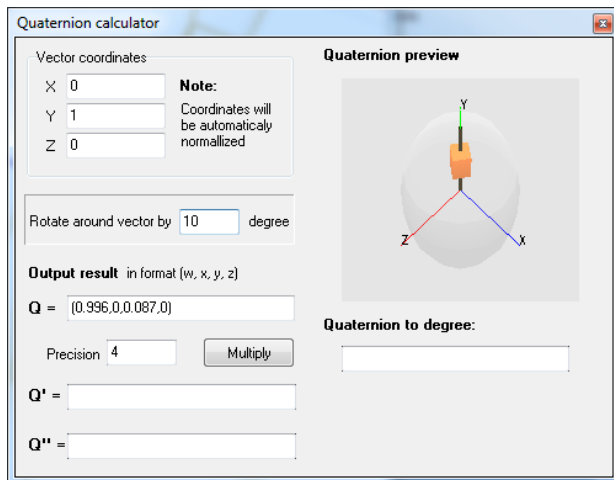 Quaternion calculator
Vector coordinates
X 0
Y 1
Z 0
Note:
Coordinates will
be automaticaly
normallized
Rotate around vector by 10 degree
Output result in format (w, x, y, z)
Q = (0.996,0,0.087,0)
Precision 4 Multiply
Q' =
Q'' =
Quaternion preview
Y
Z
X
Quaternion to degree: